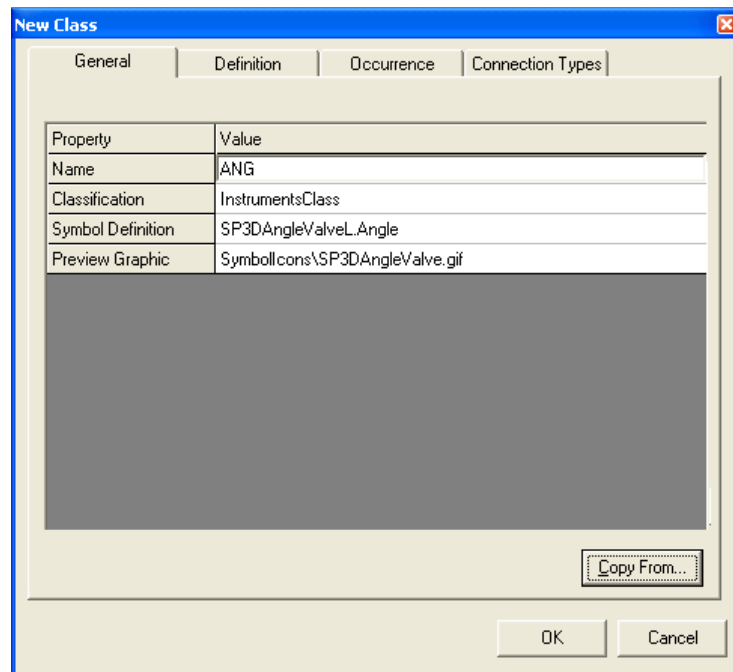 New Class
General Definition Occurrence Connection Types
Property Value
Name ANG
Classification InstrumentsClass
Symbol Definition SP3DAngleValveL.Angle
Preview Graphic SymbolIcons\SP3DAngleValve.gif
Copy From...
OK Cancel